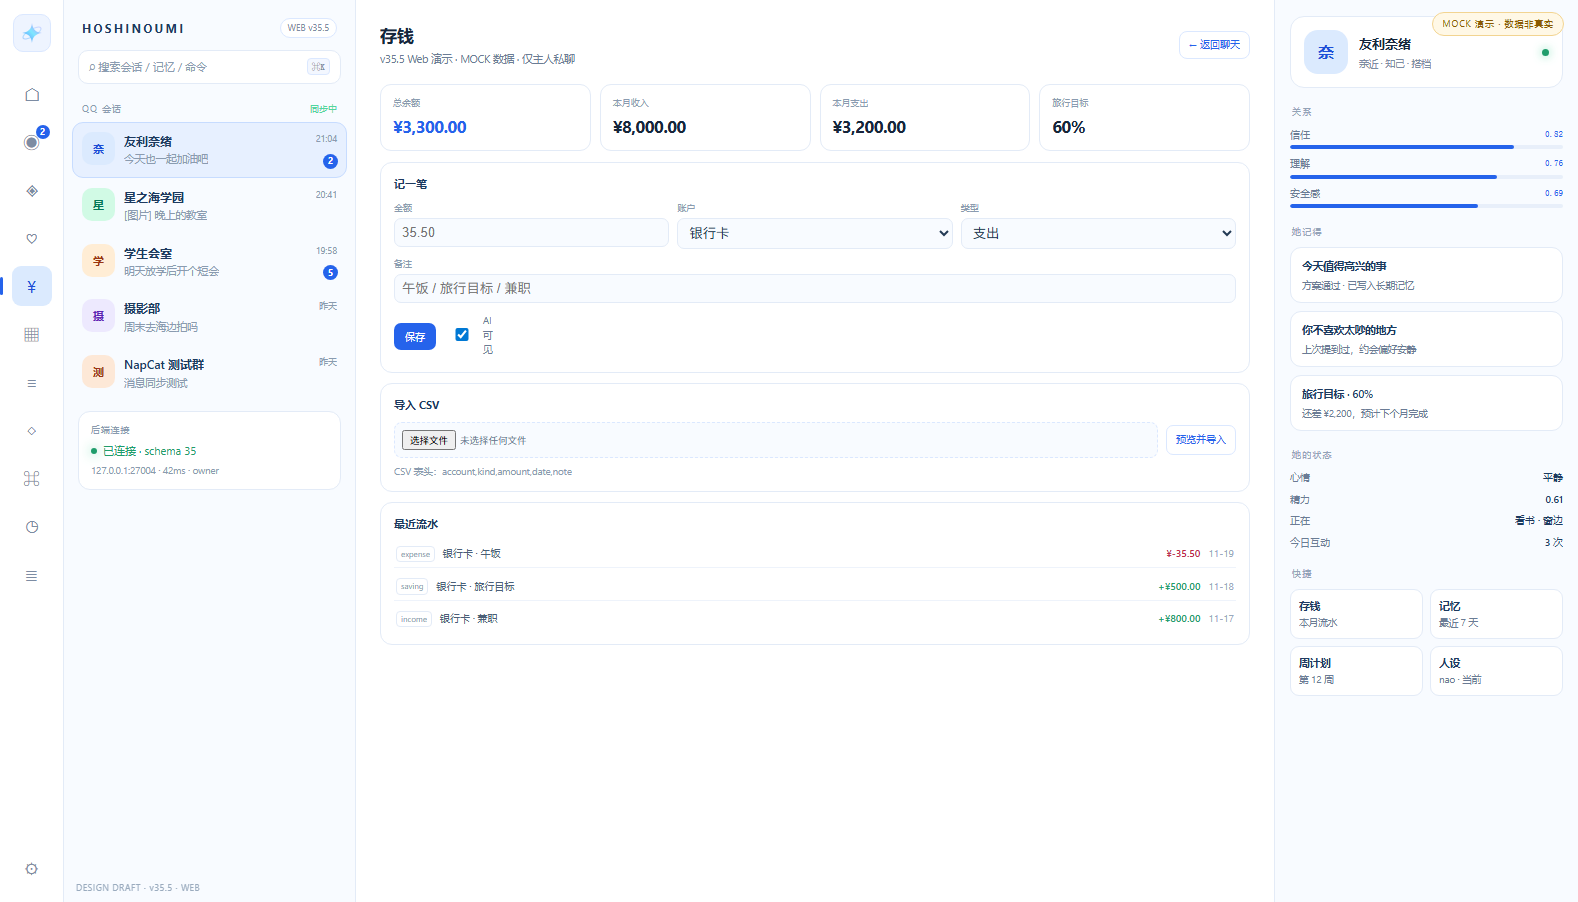 2
¥
HOSHINOUMI
WEB v35.5
搜索会话 / 记忆 / 命令
⌘K
QQ 会话
同步中
奈
友利奈绪
21:04
今天也一起加油吧
2
星
星之海学园
20:41
[图片] 晚上的教室
学
学生会室
19:58
明天放学后开个短会
5
摄
摄影部
昨天
周末去海边拍吗
测
NapCat 测试群
昨天
消息同步测试
后端连接
已连接 · schema 35
127.0.0.1:27004 · 42ms · owner
DESIGN DRAFT · v35.5 · WEB
存钱
v35.5 Web 演示 · MOCK 数据 · 仅主人私聊
← 返回聊天
总余额
¥3,300.00
本月收入
¥8,000.00
本月支出
¥3,200.00
旅行目标
60%
记一笔
金额
账户
类型
35.50
银行卡
支出
备注
午饭 / 旅行目标 / 兼职
保存
AI
可
见
导入 CSV
选择文件 未选择任何文件
预览并导入
CSV 表头：account,kind,amount,date,note
最近流水
expense 银行卡 · 午饭 ¥-35.50 11-19
saving 银行卡 · 旅行目标 +¥500.00 11-18
income 银行卡 · 兼职 +¥800.00 11-17
MOCK 演示 · 数据非真实
奈
友利奈绪
亲近 · 知己 · 搭档
关系
信任 0.82
理解 0.76
安全感 0.69
她记得
今天值得高兴的事
方案通过 · 已写入长期记忆
你不喜欢太吵的地方
上次提到过，约会偏好安静
旅行目标 · 60%
还差 ¥2,200，预计下个月完成
她的状态
心情 平静
精力 0.61
正在 看书 · 窗边
今日互动 3 次
快捷
存钱
本月流水
记忆
最近 7 天
周计划
第 12 周
人设
nao · 当前